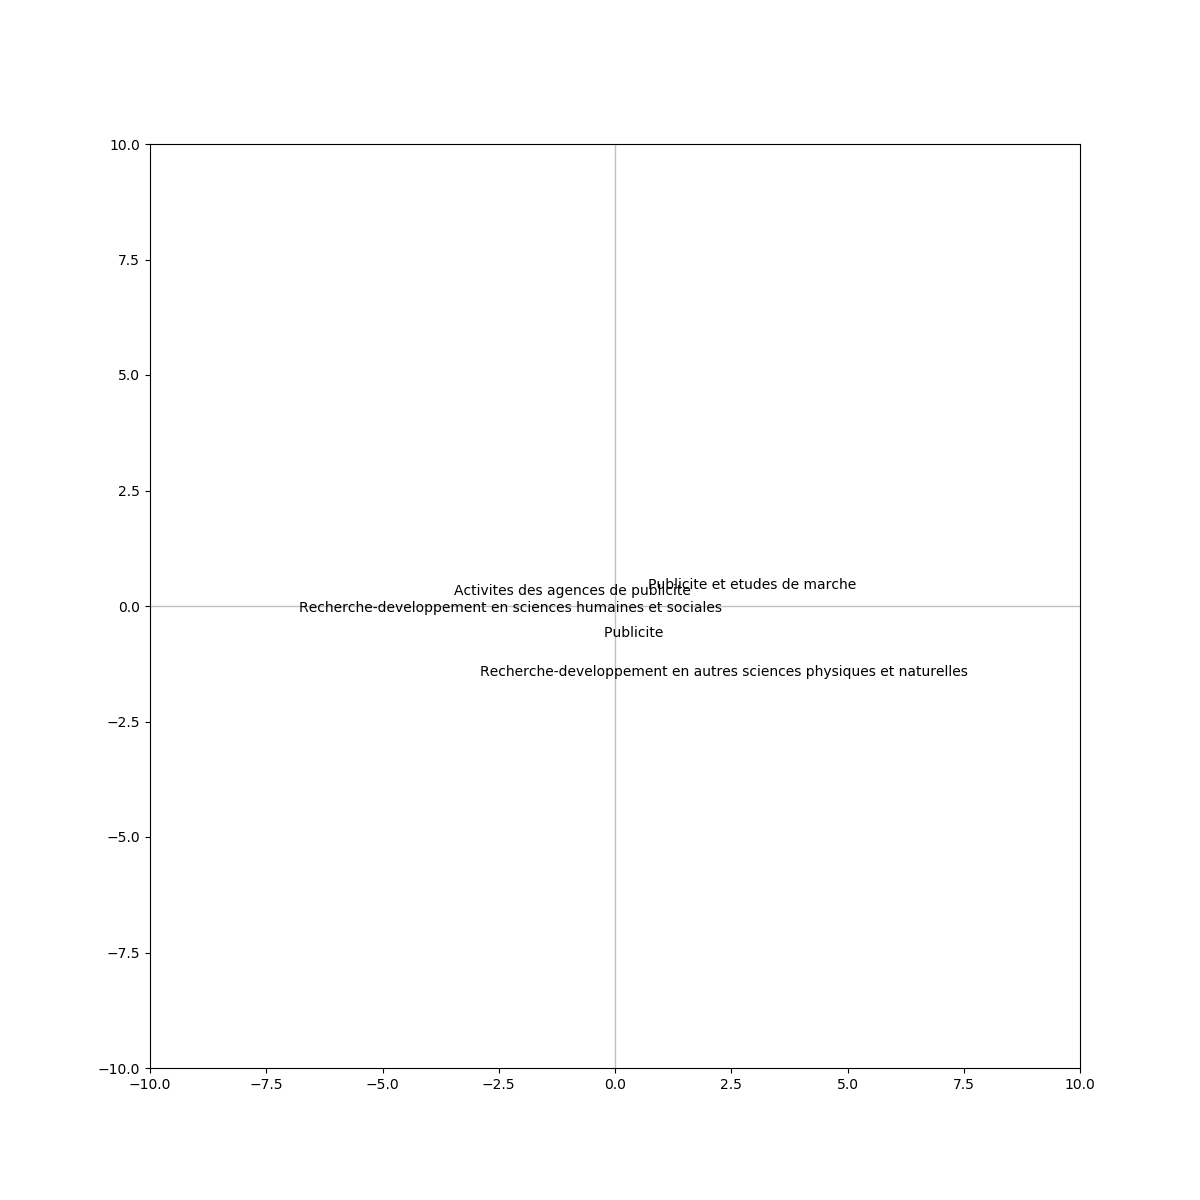 10.0
7.5
5.0
2.5
Publicite et etudes de marche
Activites des agences de publicite
0.0
Recherche-developpement en sciences humaines et sociales
Publicite
Recherche-developpement en autres sciences physiques et naturelles
−2.5
−5.0
−7.5
−10.0
−10.0 −7.5 −5.0 −2.5 0.0 2.5 5.0 7.5 10.0